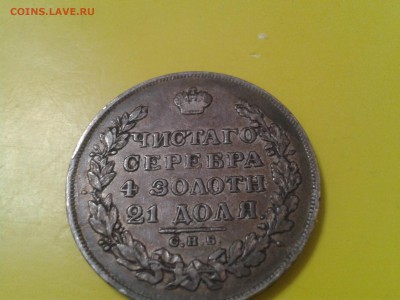 COINS.LAVE.RU
ЧИСТАГО
СЕРЕБРА
4 ЗОЛОТН
21 ДОЛЯ.
С.П.Б.